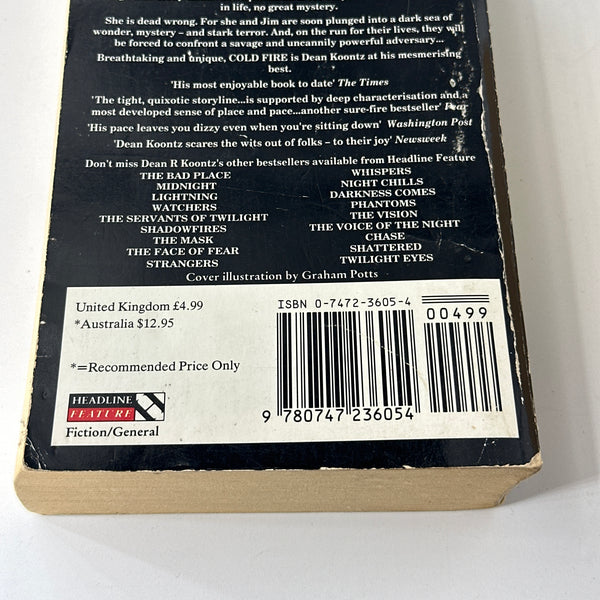 in life, no great mystery.
She is dead wrong. For she and Jim are soon plunged into a dark sea of
wonder, mystery – and stark terror. And, on the run for their lives, they will
be forced to confront a savage and uncannily powerful adversary...
Breathtaking and unique, COLD FIRE is Dean Koontz at his mesmerising
best.
'His most enjoyable book to date' The Times
'The tight, quixotic storyline...is supported by deep characterisation and a
most developed sense of place and pace...another sure-fire bestseller' Fear
'His pace leaves you dizzy even when you're sitting down' Washington Post
'Dean Koontz scares the wits out of folks – to their joy' Newsweek
Don't miss Dean R Koontz's other bestsellers available from Headline Feature
THE BAD PLACE
MIDNIGHT
LIGHTNING
WATCHERS
THE SERVANTS OF TWILIGHT
SHADOWFIRES
THE MASK
THE FACE OF FEAR
STRANGERS
WHISPERS
NIGHT CHILLS
DARKNESS COMES
PHANTOMS
THE VISION
THE VOICE OF THE NIGHT
CHASE
SHATTERED
TWILIGHT EYES
Cover illustration by Graham Potts
United Kingdom £4.99
*Australia $12.95
*=Recommended Price Only
HEADLINE
FEATURE
Fiction/General
ISBN 0-7472-3605-4
00499
9 780747 236054